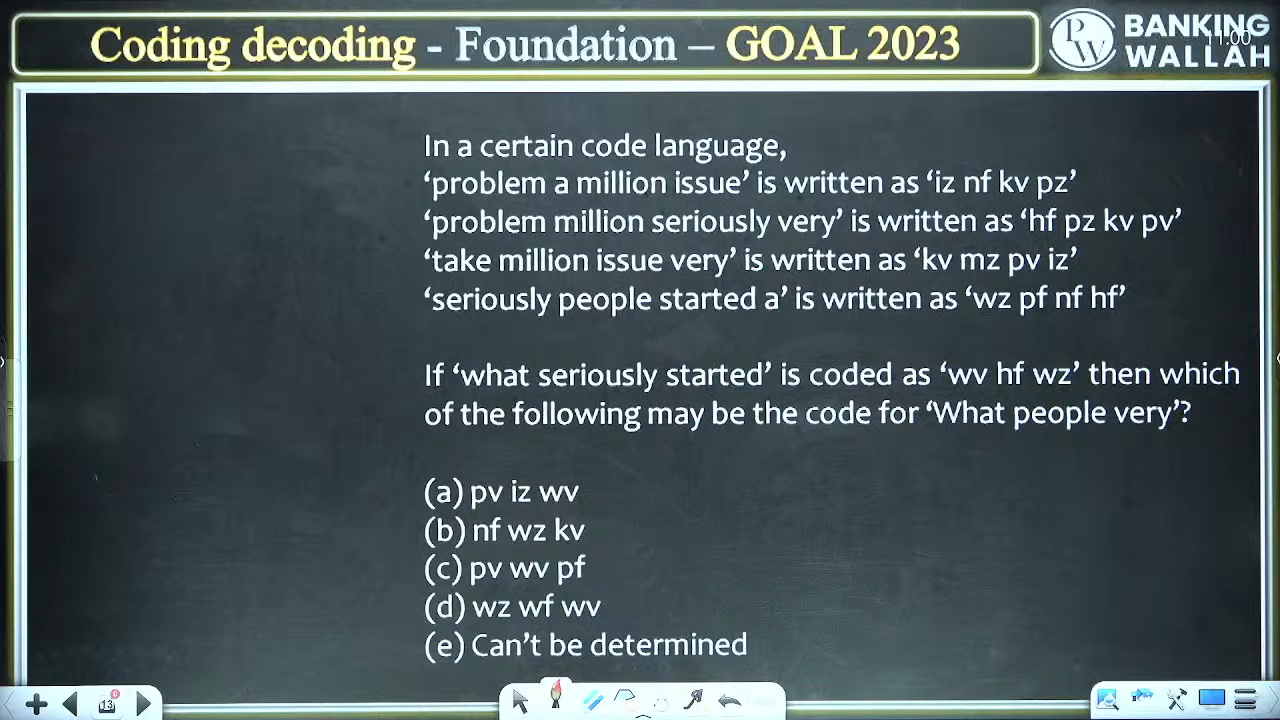 Coding decoding - Foundation – GOAL 2023
PW
BANKING
WALLAH
11:00
In a certain code language,
‘problem a million issue’ is written as ‘iz nf kv pz’
‘problem million seriously very’ is written as ‘hf pz kv pv’
‘take million issue very’ is written as ‘kv mz pv iz’
‘seriously people started a’ is written as ‘wz pf nf hf’
If ‘what seriously started’ is coded as ‘wv hf wz’ then which
of the following may be the code for ‘What people very’?
(a) pv iz wv
(b) nf wz kv
(c) pv wv pf
(d) wz wf wv
(e) Can’t be determined
13